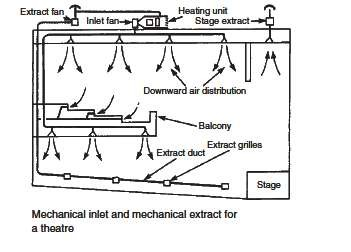 Extract fan
Inlet fan
Heating unit
Stage extract
Downward air distribution
Balcony
Extract grilles
Extract duct
Stage
Mechanical inlet and mechanical extract for
a theatre